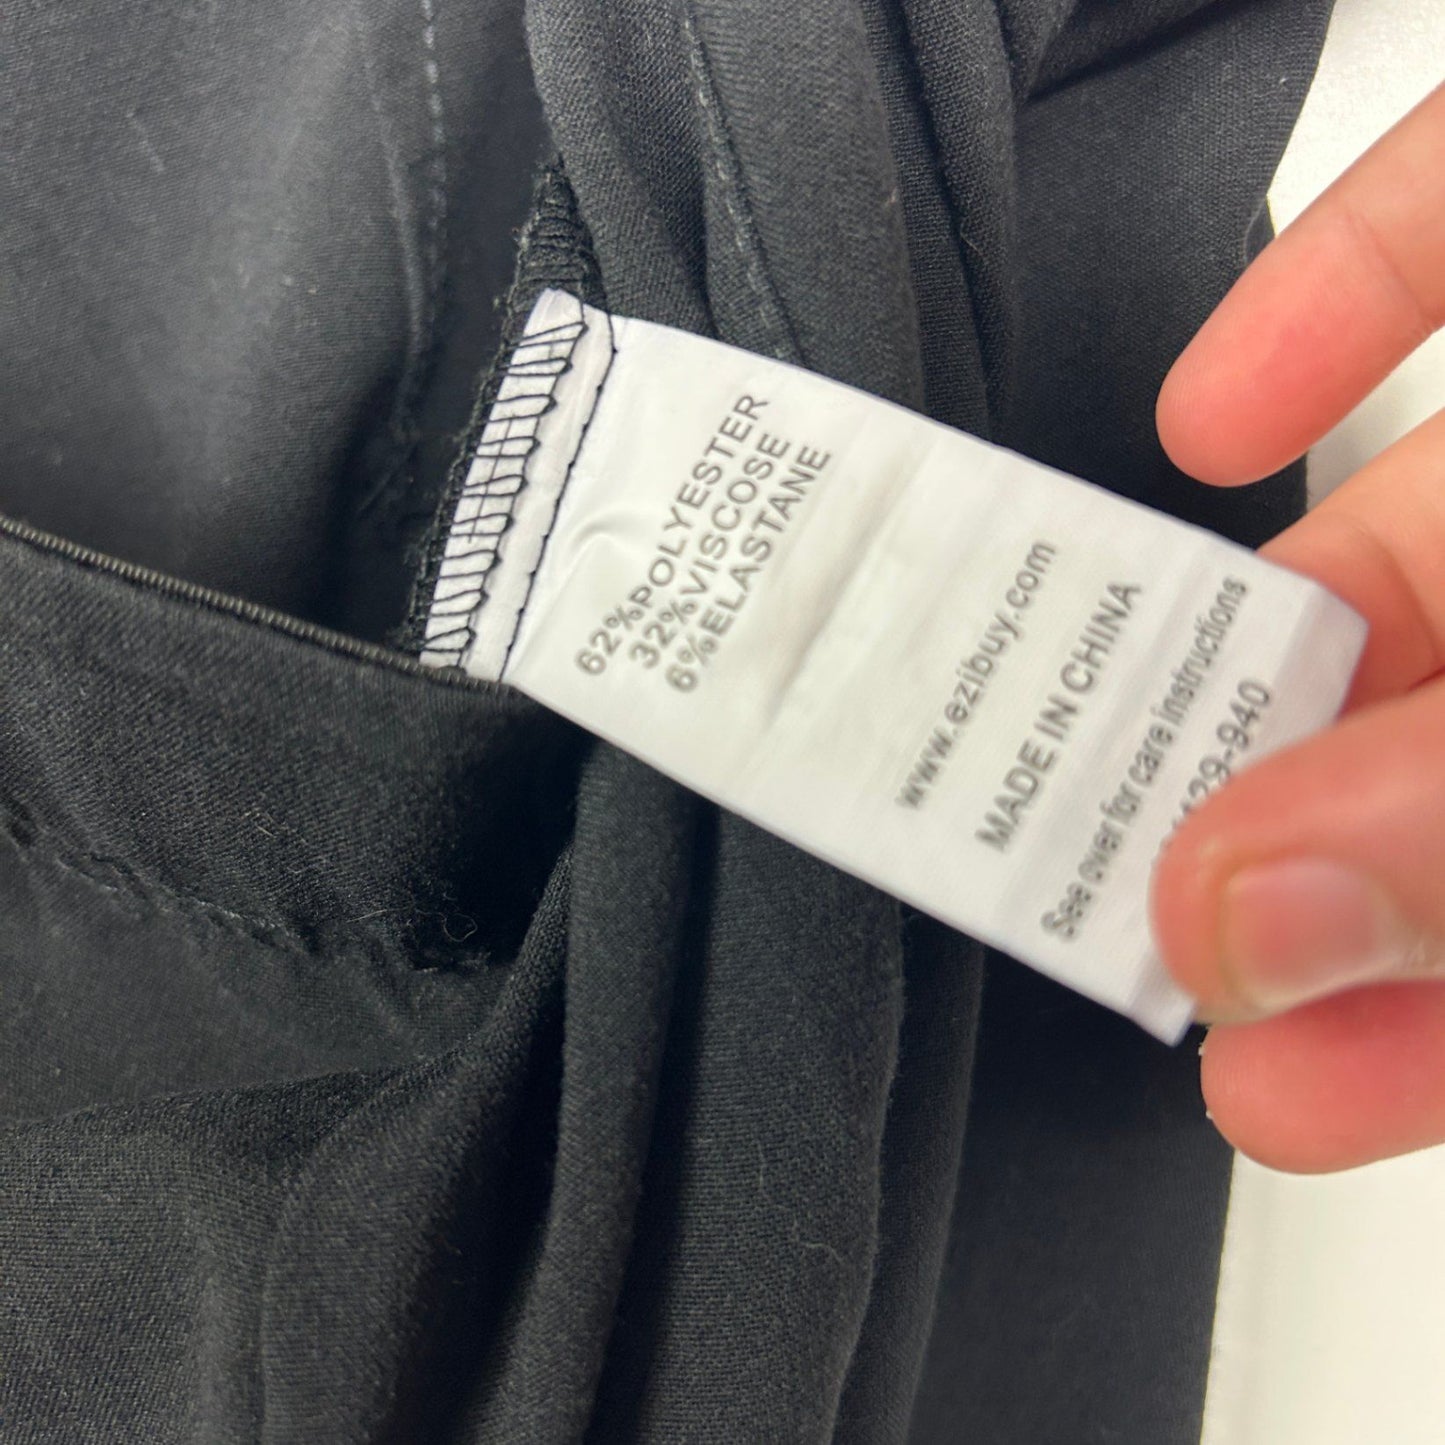 62%POLYESTER
32%VISCOSE
6%ELASTANE
www.ezibuy.com
MADE IN CHINA
See over for care instructions